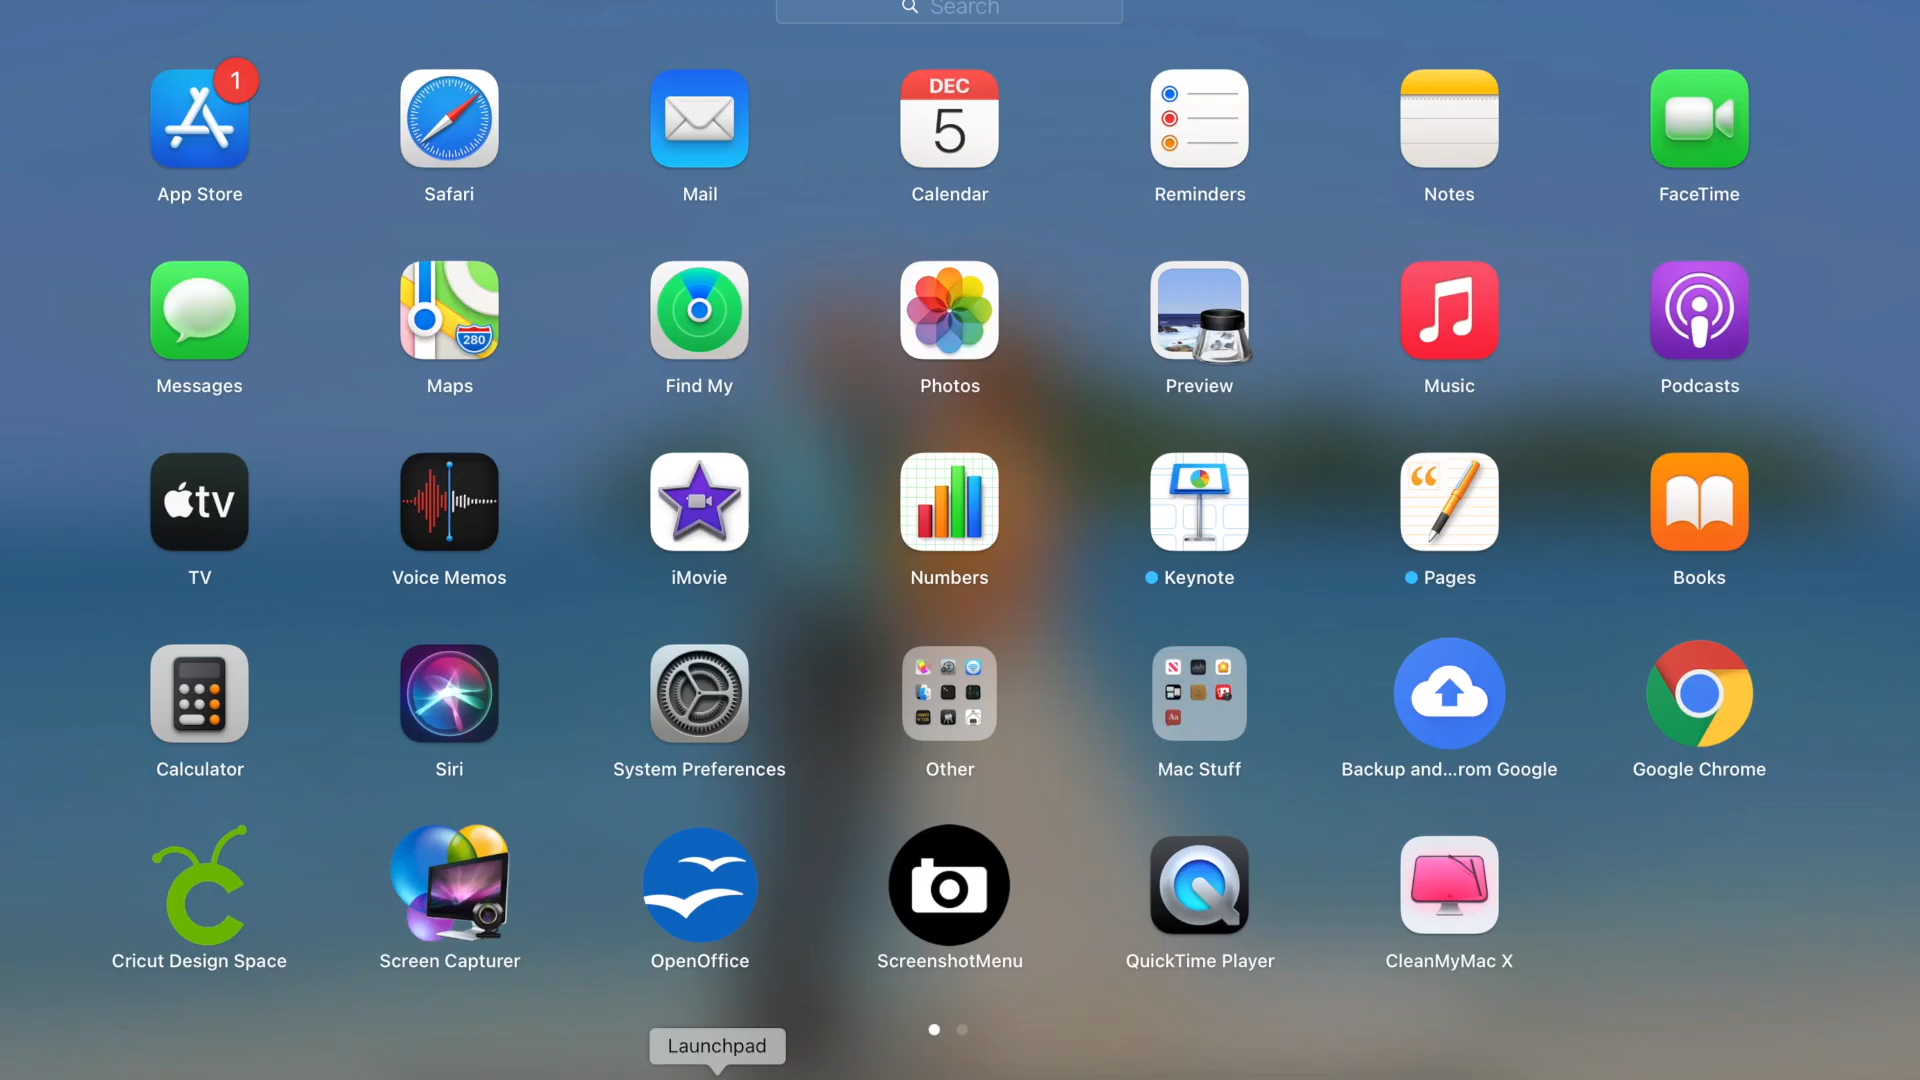 Search
1
DEC
5
App Store
Safari
Mail
Calendar
Reminders
Notes
FaceTime
280
Messages
Maps
Find My
Photos
Preview
Music
Podcasts
tv
TV
Voice Memos
iMovie
Numbers
Keynote
Pages
Books
Aa
Calculator
Siri
System Preferences
Other
Mac Stuff
Backup and...rom Google
Google Chrome
Cricut Design Space
Screen Capturer
OpenOffice
ScreenshotMenu
QuickTime Player
CleanMyMac X
Launchpad